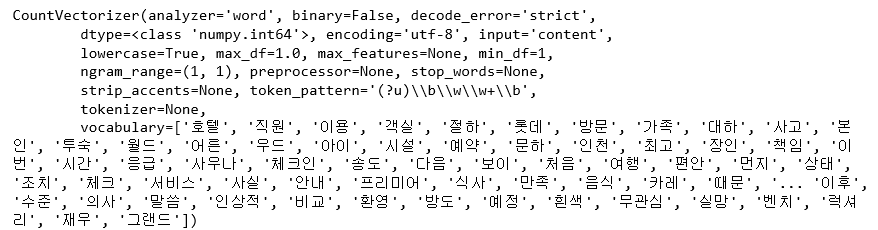 CountVectorizer(analyzer='word', binary=False, decode_error='strict',
dtype=<class 'numpy.int64'>, encoding='utf-8', input='content',
lowercase=True, max_df=1.0, max_features=None, min_df=1,
ngram_range=(1, 1), preprocessor=None, stop_words=None,
strip_accents=None, token_pattern='(?u)\\b\\w\\w+\\b',
tokenizer=None,
vocabulary=['호텔', '직원', '이용', '객실', '절하', '롯데', '방문', '가족', '대하', '사고', '본
인', '투숙', '월드', '어른', '우드', '아이', '시설', '예약', '문하', '인천', '최고', '장인', '책임', '이
번', '시간', '응급', '사우나', '체크인', '송도', '다음', '보이', '처음', '여행', '편안', '먼지', '상태',
'조치', '체크', '서비스', '사실', '안내', '프리미어', '식사', '만족', '음식', '카레', '때문', '... '이후',
'수준', '의사', '말씀', '인상적', '비교', '환영', '방도', '예정', '흰색', '무관심', '실망', '벤치', '럭셔
리', '재우', '그랜드'])